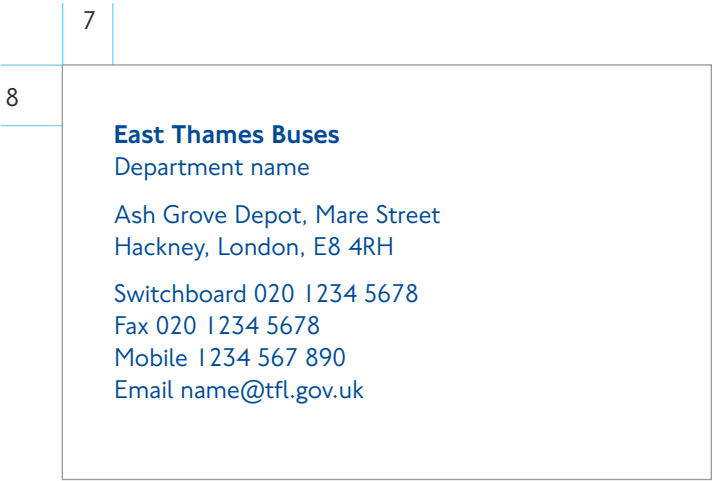 7
8
East Thames Buses
Department name
Ash Grove Depot, Mare Street
Hackney, London, E8 4RH
Switchboard 020 1234 5678
Fax 020 1234 5678
Mobile 1234 567 890
Email name@tfl.gov.uk